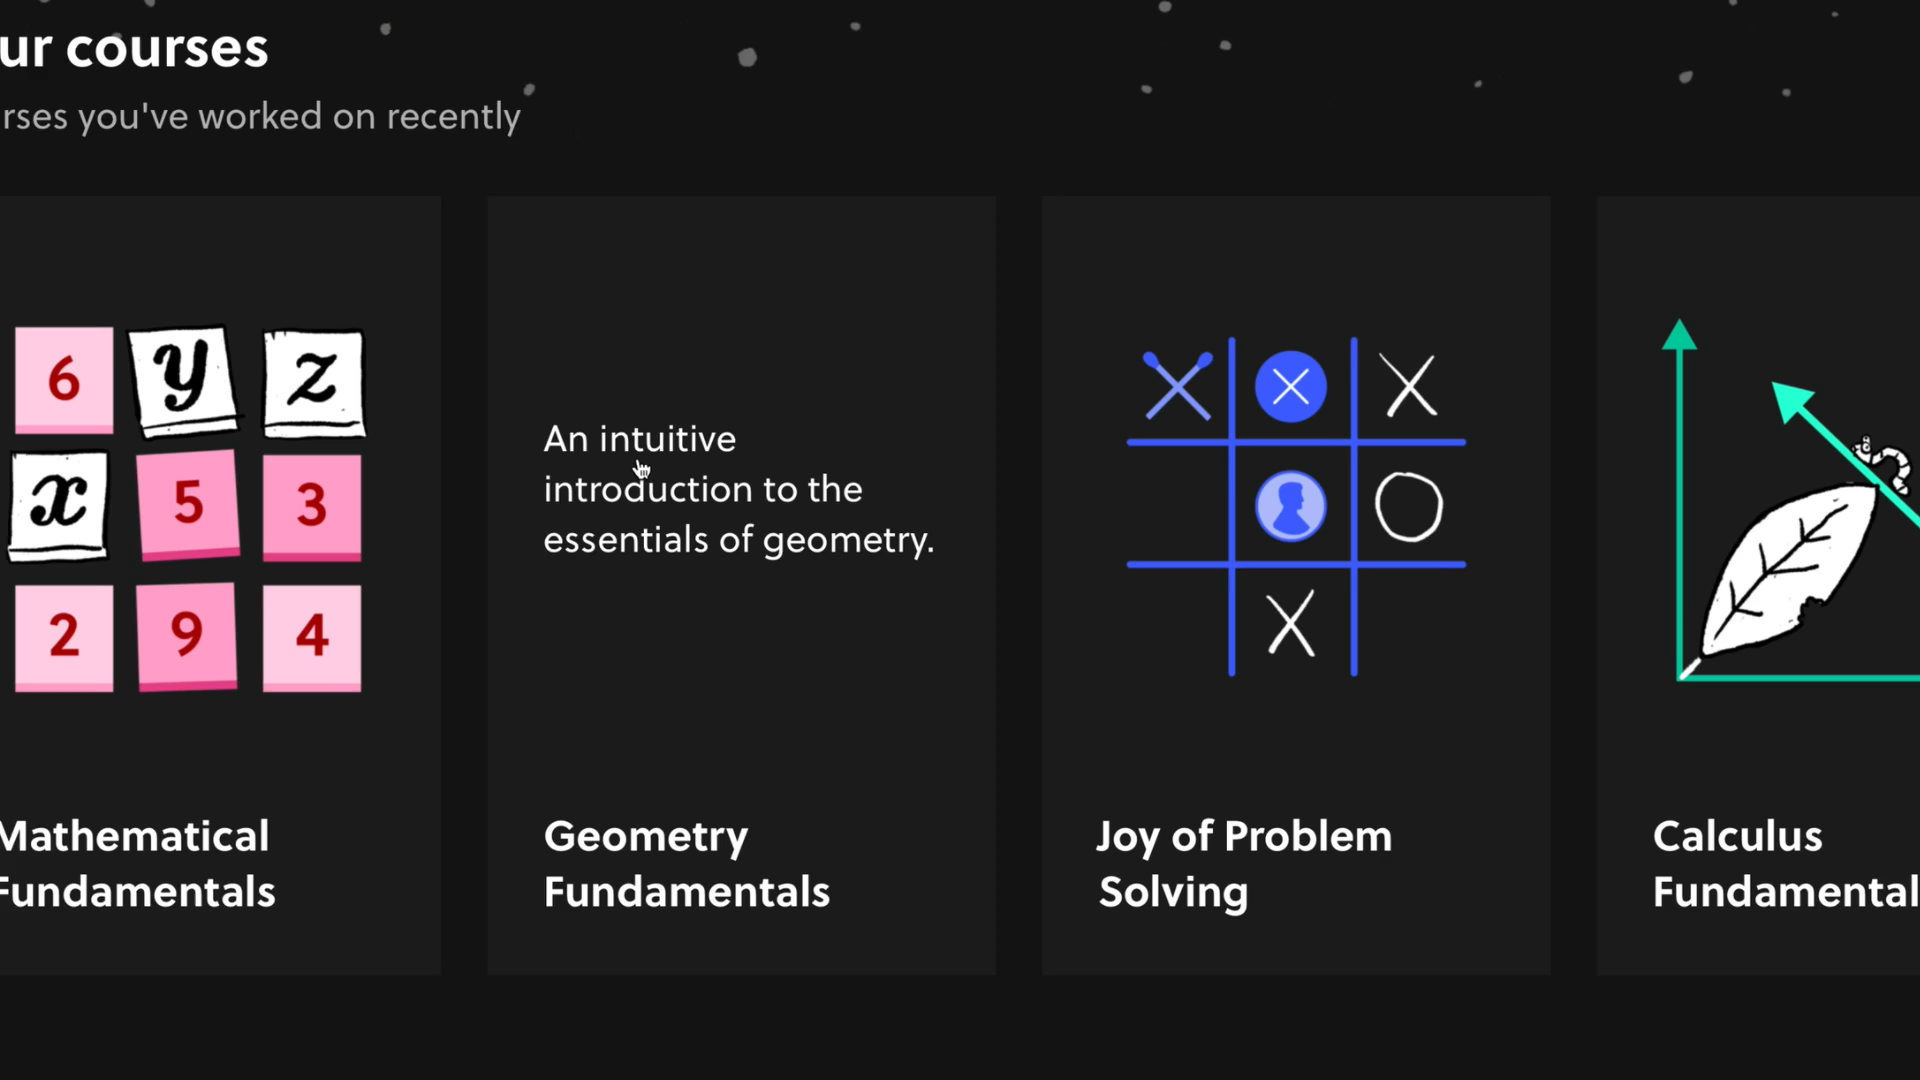 ur courses
rses you've worked on recently
6 y z
x 5 3
2 9 4
An intuitive
introduction to the
essentials of geometry.
Mathematical
Fundamentals
Geometry
Fundamentals
Joy of Problem
Solving
Calculus
Fundamental